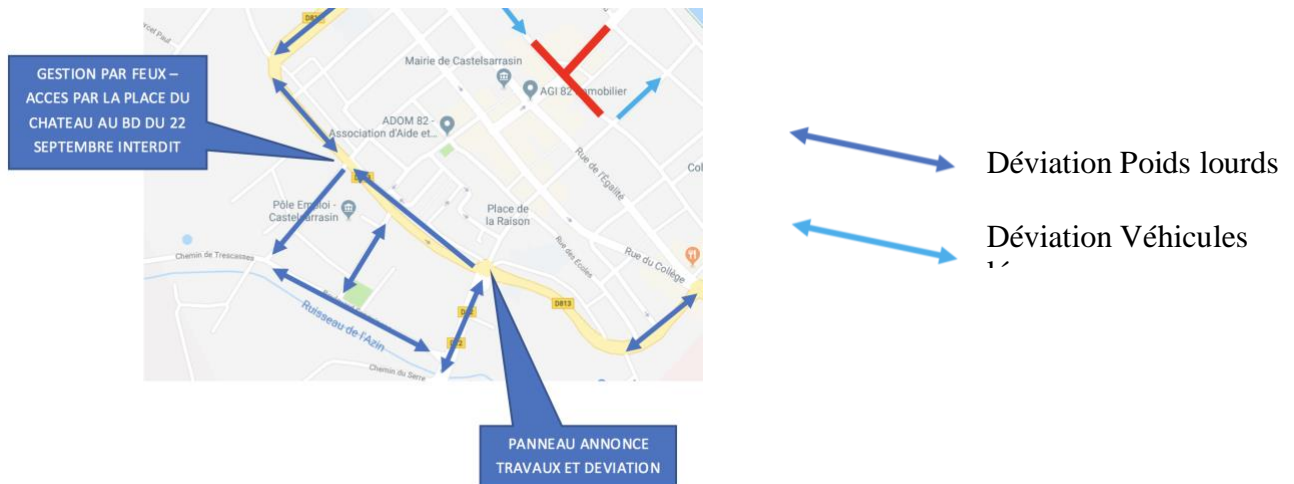 GESTION PAR FEUX –
ACCES PAR LA PLACE DU
CHATEAU AU BD DU 22
SEPTEMBRE INTERDIT
Mairie de Castelsarrasin
AGI 82 Immobilier
ADOM 82 -
Association d'Aide et...
Rue de l'Égalité
Pôle Emploi -
Castelsarrasin
Place de
la Raison
Rue des Ecoles
Rue du Collège
Chemin de Trescasses
Ruisseau de l'Azin
D813
Chemin du Serre
PANNEAU ANNONCE
TRAVAUX ET DEVIATION
Déviation Poids lourds
Déviation Véhicules